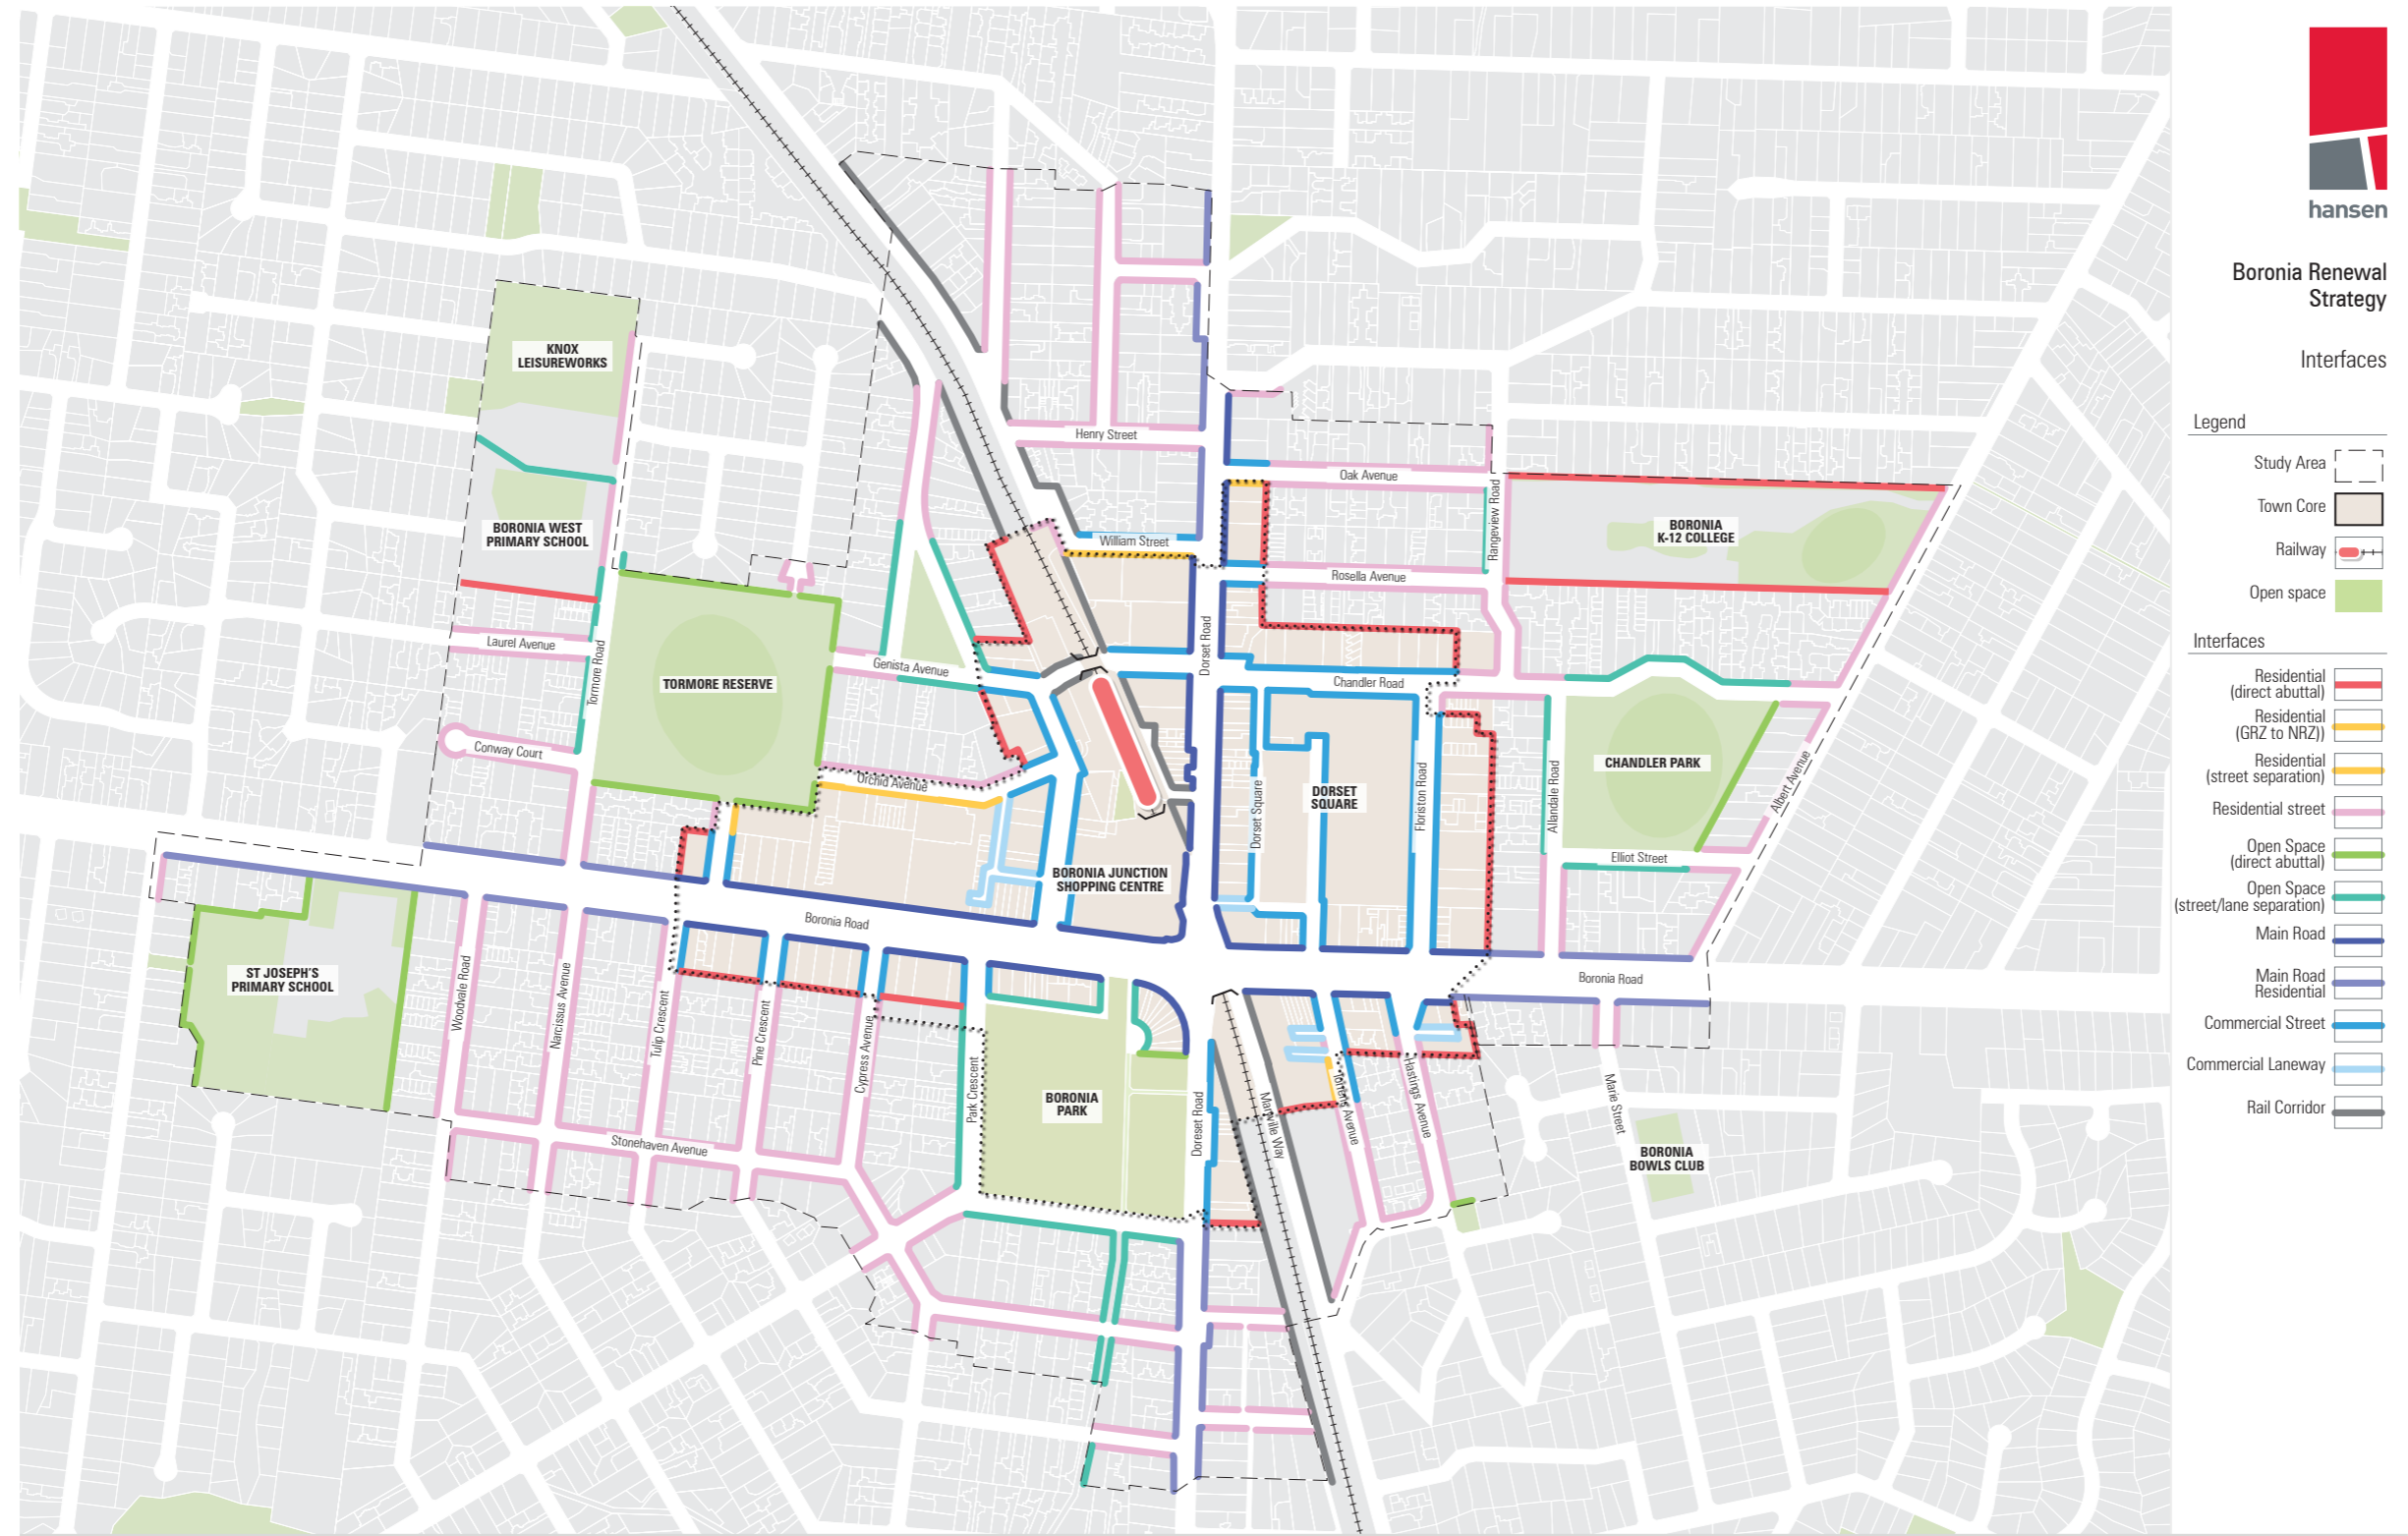 hansen
Boronia Renewal
Strategy
Interfaces
Legend
Study Area
Town Core
Railway
Open space
Interfaces
Residential
(direct abuttal)
Residential
(GRZ to NRZ))
Residential
(street separation)
Residential street
Open Space
(direct abuttal)
Open Space
(street/lane separation)
Main Road
Main Road
Residential
Commercial Street
Commercial Laneway
Rail Corridor
KNOX
LEISUREWORKS
Henry Street
Oak Avenue
Rangeview Road
BORONIA
K-12 COLLEGE
BORONIA WEST
PRIMARY SCHOOL
William Street
Rosella Avenue
Laurel Avenue
Tormore Road
TORMORE RESERVE
Genista Avenue
Dorset Road
Chandler Road
Conway Court
Orchid Avenue
Dorset Square
DORSET
SQUARE
Floriston Road
Allandale Road
CHANDLER PARK
Albert Avenue
Elliot Street
BORONIA JUNCTION
SHOPPING CENTRE
Boronia Road
Boronia Road
ST JOSEPH'S
PRIMARY SCHOOL
Woodvale Road
Narcissus Avenue
Tulip Crescent
Pine Crescent
Cypress Avenue
Park Crescent
BORONIA
PARK
Doreset Road
Manville Way
Avenue
Hastings Avenue
Marie Street
BORONIA
BOWLS CLUB
Stonehaven Avenue